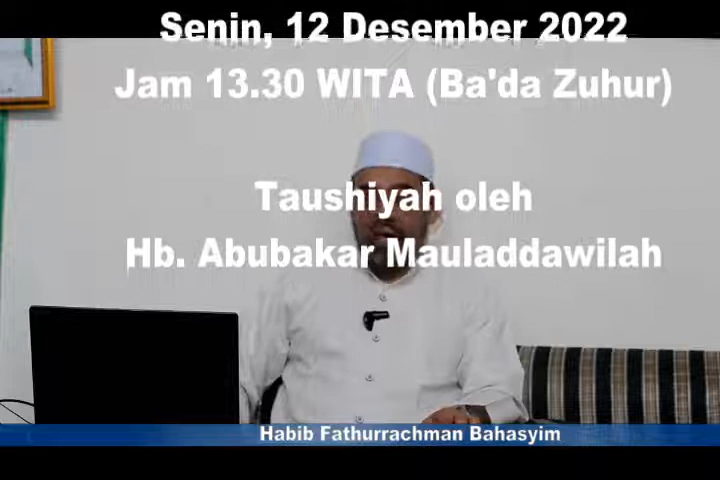 Senin, 12 Desember 2022
Jam 13.30 WITA (Ba'da Zuhur)
Taushiyah oleh
Hb. Abubakar Mauladdawilah
Habib Fathurrachman Bahasyim